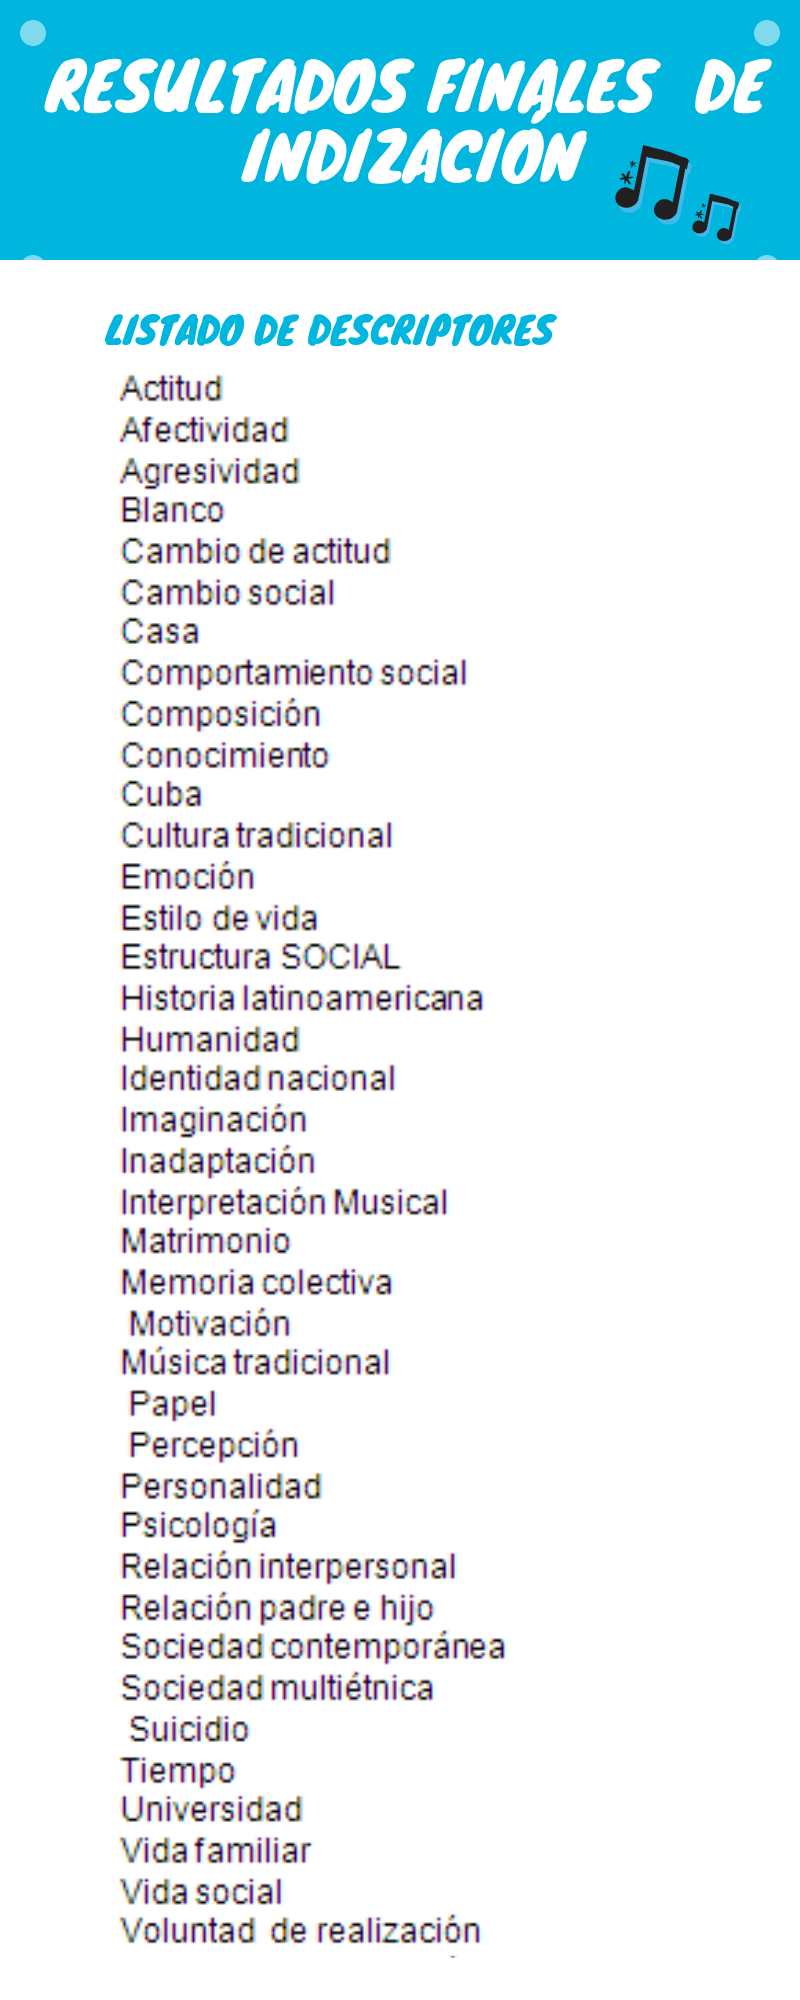 RESULTADOS FINALES DE
INDIZACIÓN
LISTADO DE DESCRIPTORES
Actitud
Afectividad
Agresividad
Blanco
Cambio de actitud
Cambio social
Casa
Comportamiento social
Composición
Conocimiento
Cuba
Cultura tradicional
Emoción
Estilo de vida
Estructura SOCIAL
Historia latinoamericana
Humanidad
Identidad nacional
Imaginación
Inadaptación
Interpretación Musical
Matrimonio
Memoria colectiva
Motivación
Música tradicional
Papel
Percepción
Personalidad
Psicología
Relación interpersonal
Relación padre e hijo
Sociedad contemporánea
Sociedad multiétnica
Suicidio
Tiempo
Universidad
Vida familiar
Vida social
Voluntad de realización